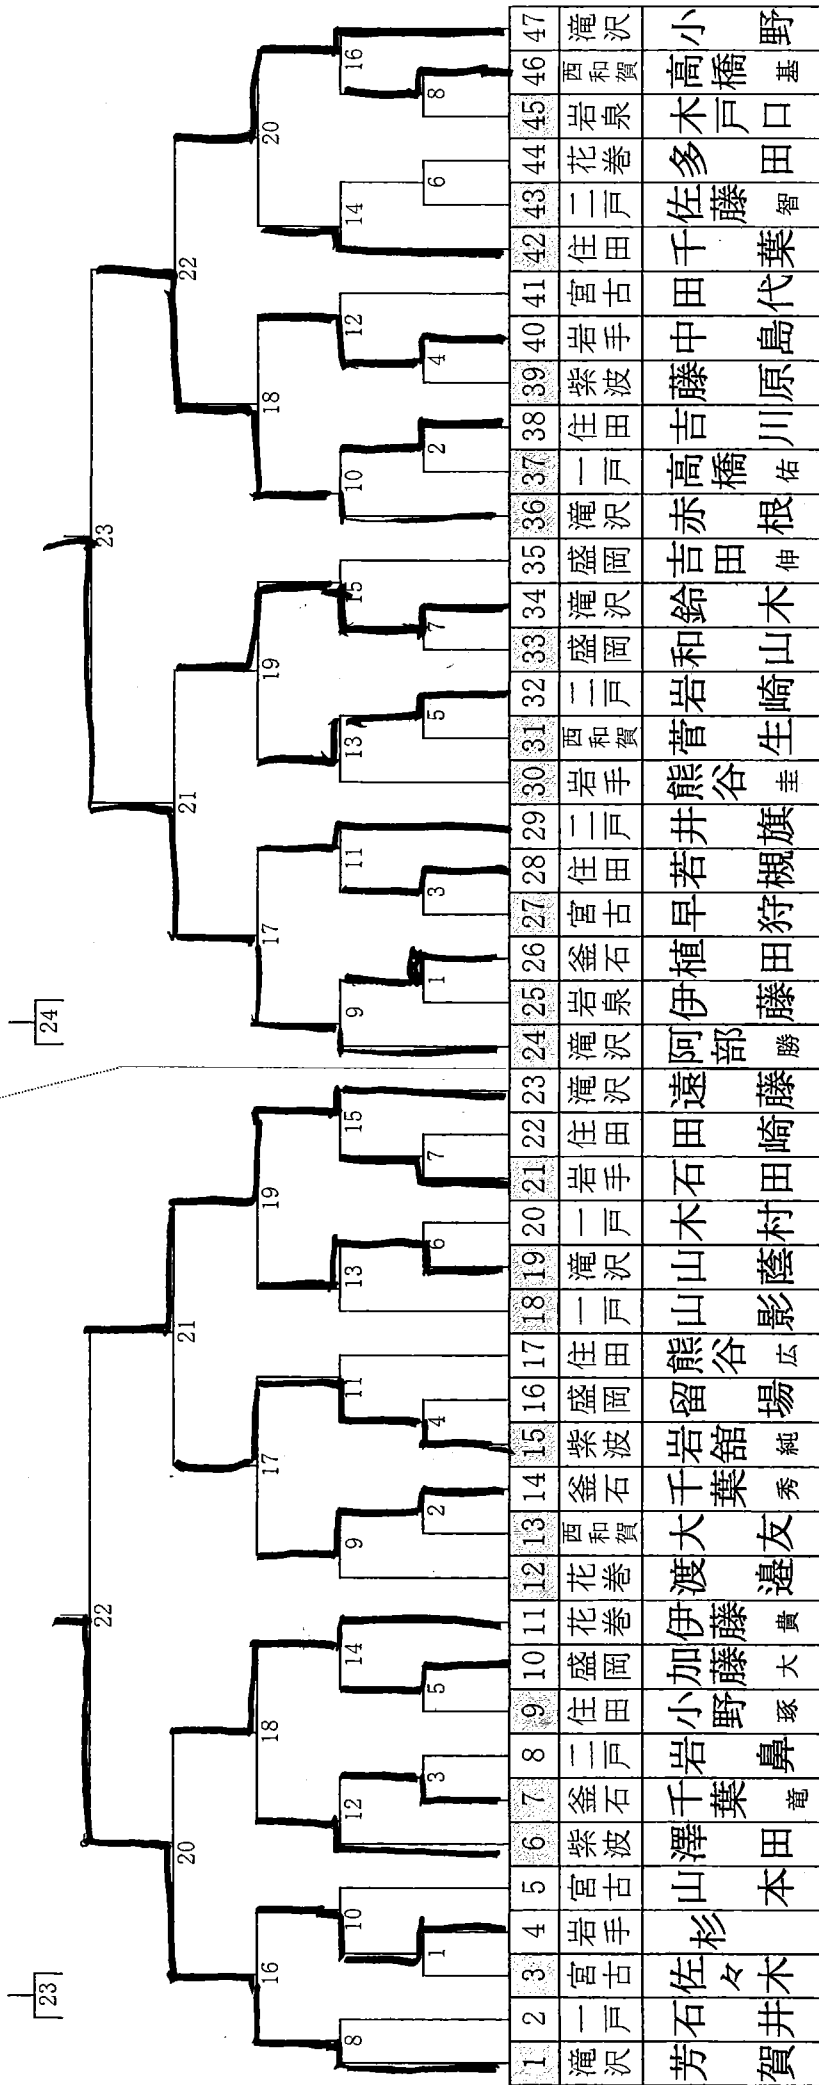 47 滝沢 小野
46 西和賀 高橋 基
45 岩泉 木戸口
44 花巻 多田
43 二戸 佐藤 智
42 住田 千葉
41 宮古 田代
40 岩手 中島
39 紫波 藤原
38 住田 吉川
37 一戸 高橋 佑
36 滝沢 赤根
35 盛岡 吉田 伸
34 滝沢 鈴木
33 盛岡 和山
32 二戸 岩崎
31 西和賀 菅生
30 岩手 熊谷 圭
29 二戸 井旗
28 住田 若槻
27 宮古 早狩
26 釜石 植田
25 岩泉 伊藤
24 滝沢 阿部 勝
23 滝沢 遠藤
22 住田 田崎
21 岩手 石田
20 一戸 木村
19 滝沢 山蔭
18 一戸 山影
17 住田 熊谷 広
16 盛岡 留場
15 紫波 岩舘 純
14 釜石 千葉 秀
13 西和賀 大友
12 花巻 渡邉
11 花巻 伊藤 貴
10 盛岡 加藤 大
9 住田 小野 琢
8 二戸 岩鼻
7 釜石 千葉 竜
6 紫波 澤田
5 宮古 山本
4 岩手 杉
3 宮古 佐々木
2 一戸 石井
1 滝沢 芳賀
16
8
20
6
14
22
12
4
18
2
10
23
15
7
19
5
13
21
11
3
17
1
9
24
15
7
19
6
13
21
11
4
17
2
9
22
14
5
18
3
12
20
10
1
16
8
23